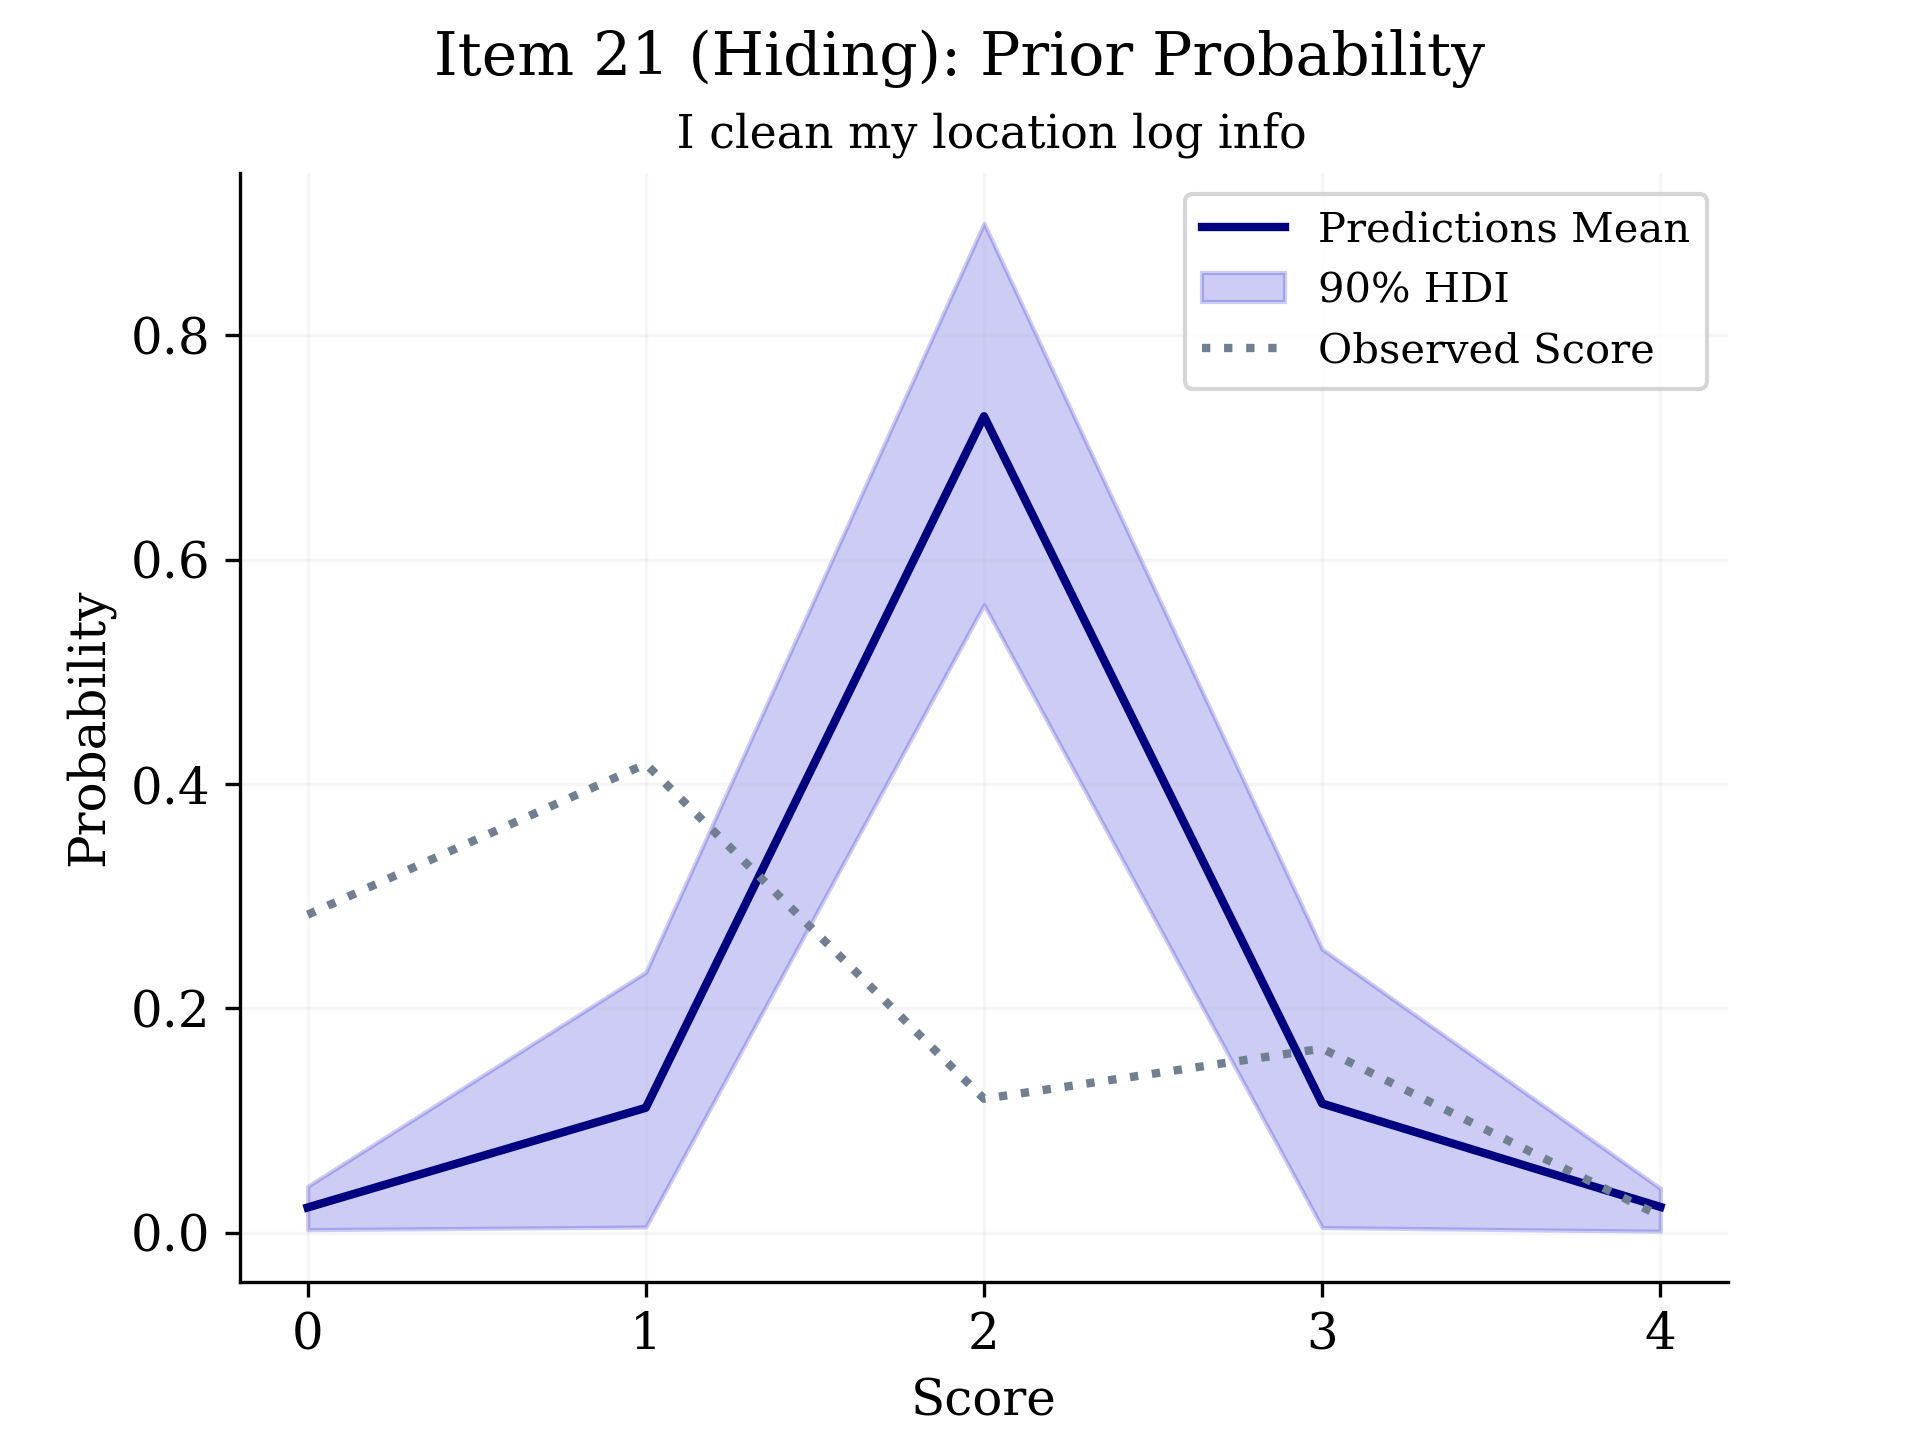 Item 21 (Hiding): Prior Probability
I clean my location log info
Predictions Mean
90% HDI
Observed Score
Probability
0.8
0.6
0.4
0.2
0.0
0 1 2 3 4
Score